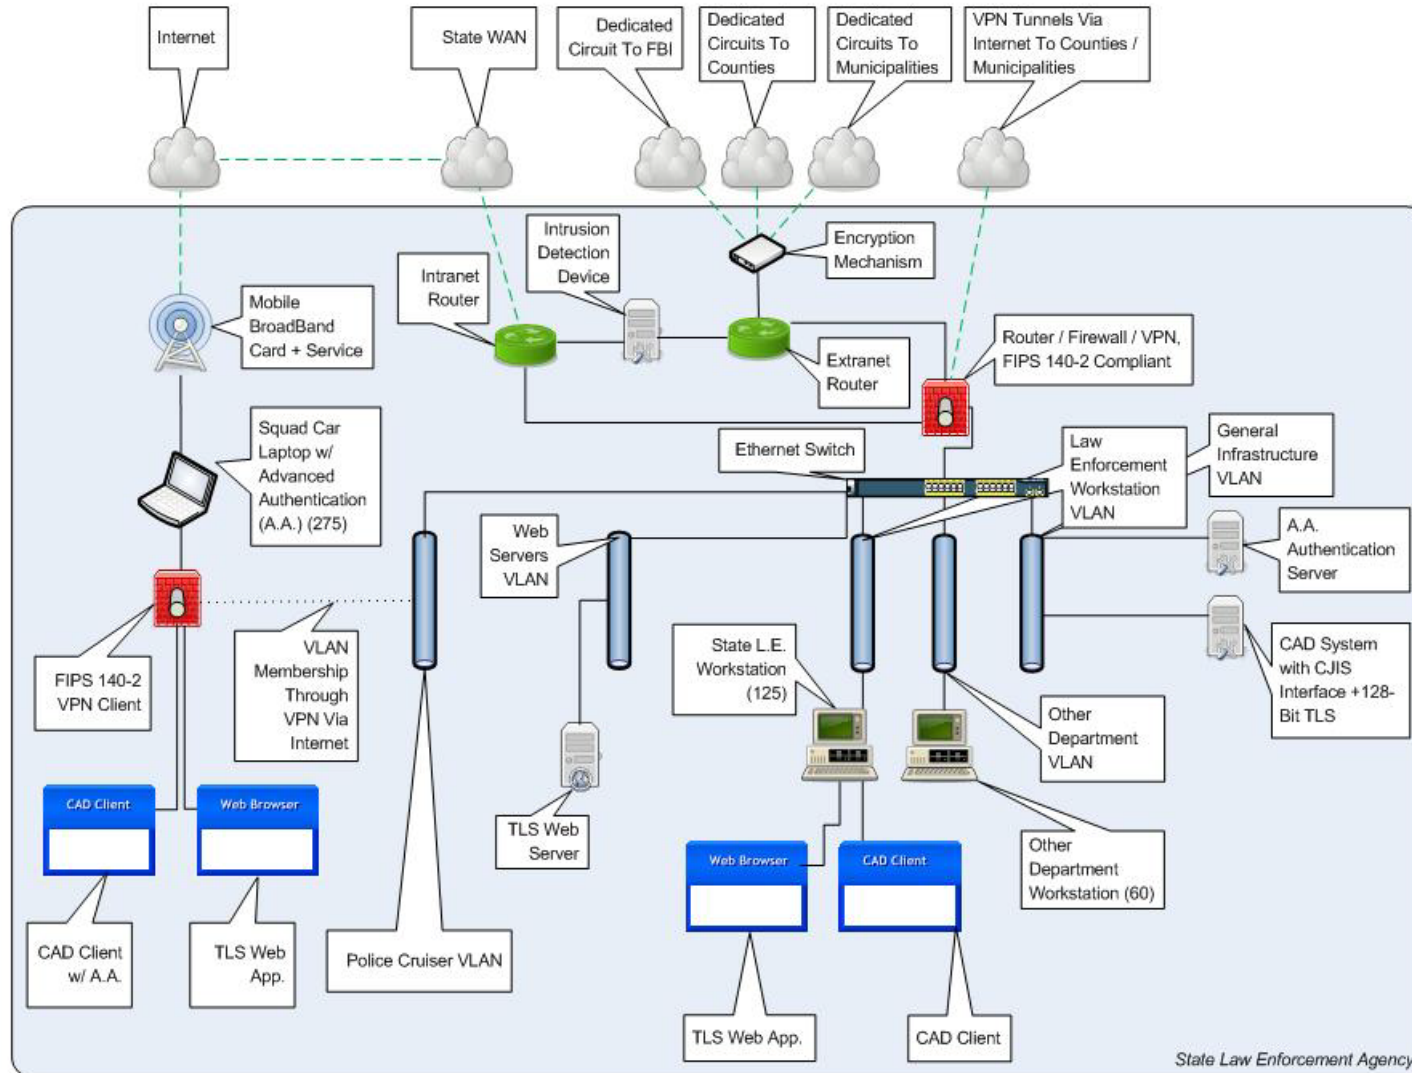 Internet
State WAN
Dedicated
Circuit To FBI
Dedicated
Circuits To
Counties
Dedicated
Circuits To
Municipalities
VPN Tunnels Via
Internet To Counties /
Municipalities
Intrusion
Detection
Device
Encryption
Mechanism
Intranet
Router
Mobile
BroadBand
Card + Service
Extranet
Router
Router / Firewall / VPN,
FIPS 140-2 Compliant
Squad Car
Laptop w/
Advanced
Authentication
(A.A.) (275)
Ethernet Switch
Law
Enforcement
Workstation
VLAN
General
Infrastructure
VLAN
Web
Servers
VLAN
A.A.
Authentication
Server
FIPS 140-2
VPN Client
VLAN
Membership
Through
VPN Via
Internet
State L.E.
Workstation
(125)
CAD System
with CJIS
Interface +128-
Bit TLS
Other
Department
VLAN
CAD Client
Web Browser
TLS Web
Server
Web Browser
CAD Client
Other
Department
Workstation (60)
CAD Client
w/ A.A.
TLS Web
App.
Police Cruiser VLAN
TLS Web App.
CAD Client
State Law Enforcement Agency